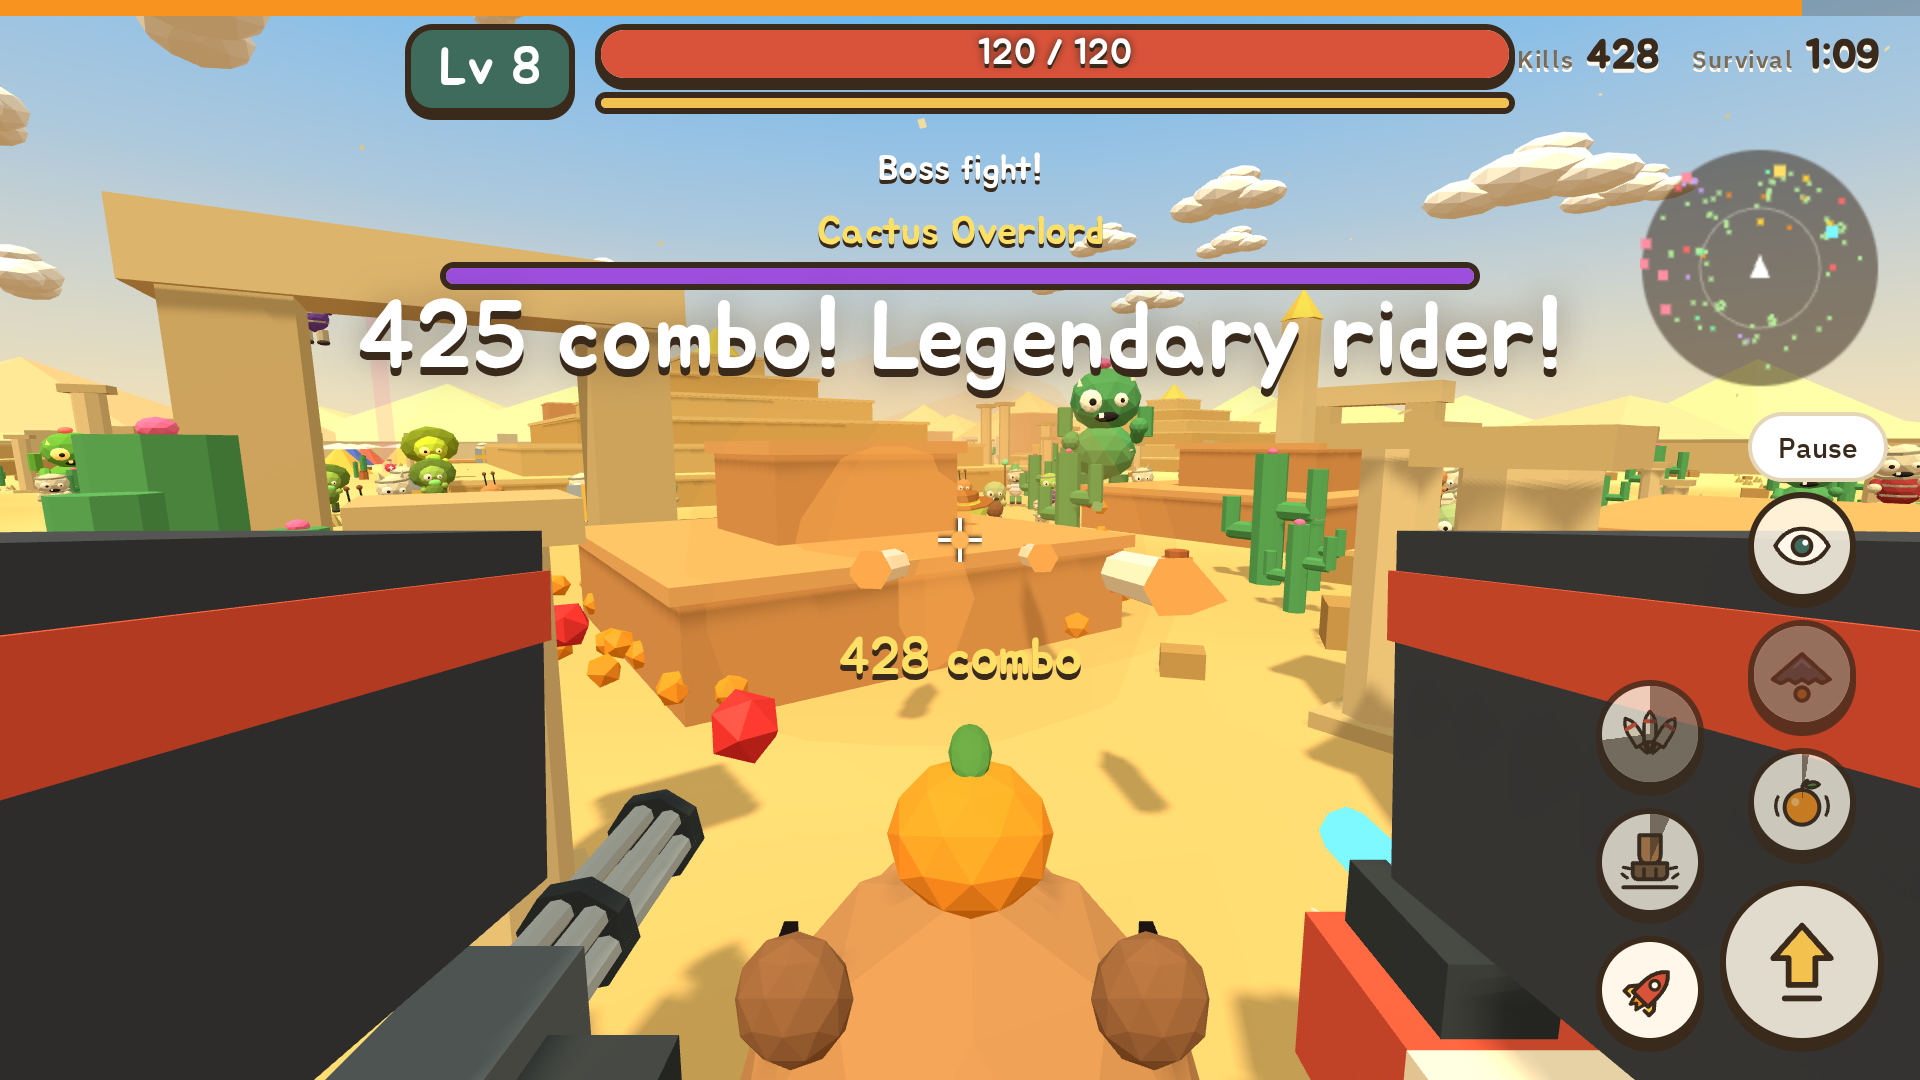 Lv 8
120 / 120
Kills 428 Survival 1:09
Boss fight!
Cactus Overlord
425 combo! Legendary rider!
Pause
428 combo